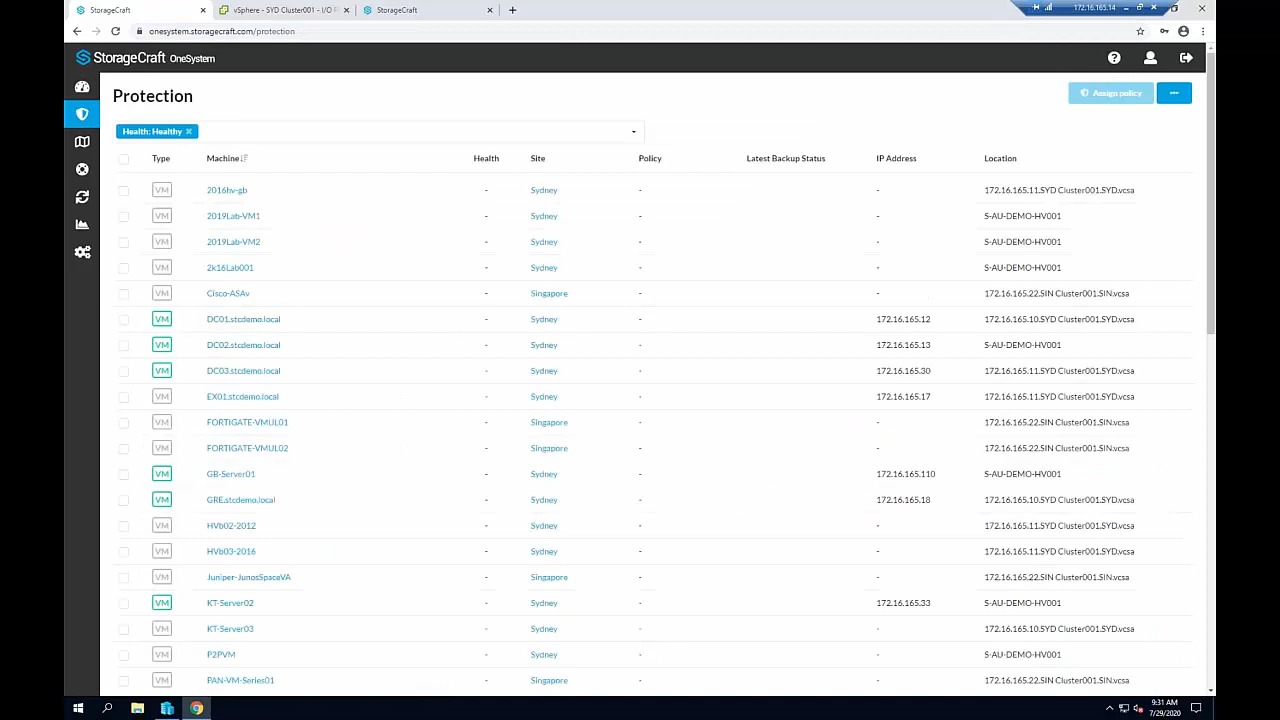 StorageCraft
vSphere - SYD Cluster001 - I/O
StorageCraft
172.16.165.14
onesystem.storagecraft.com/protection
StorageCraft OneSystem
Protection
Assign policy
Health: Healthy
Type Machine Health Site Policy Latest Backup Status IP Address Location
VM 2016hv-gb - Sydney - - 172.16.165.11.SYD Cluster001.SYD.vcsa
VM 2019Lab-VM1 - Sydney - - S-AU-DEMO-HV001
VM 2019Lab-VM2 - Sydney - - S-AU-DEMO-HV001
VM 2k16Lab001 - Sydney - - S-AU-DEMO-HV001
VM Cisco-ASAv - Singapore - - 172.16.165.22.SIN Cluster001.SIN.vcsa
VM DC01.stcdemo.local - Sydney - 172.16.165.12 172.16.165.10.SYD Cluster001.SYD.vcsa
VM DC02.stcdemo.local - Sydney - 172.16.165.13 S-AU-DEMO-HV001
VM DC03.stcdemo.local - Sydney - 172.16.165.30 172.16.165.11.SYD Cluster001.SYD.vcsa
VM EX01.stcdemo.local - Sydney - 172.16.165.17 172.16.165.11.SYD Cluster001.SYD.vcsa
VM FORTIGATE-VMUL01 - Singapore - - 172.16.165.22.SIN Cluster001.SIN.vcsa
VM FORTIGATE-VMUL02 - Singapore - - 172.16.165.22.SIN Cluster001.SIN.vcsa
VM GB-Server01 - Sydney - 172.16.165.110 S-AU-DEMO-HV001
VM GRE.stcdemo.local - Sydney - 172.16.165.18 172.16.165.10.SYD Cluster001.SYD.vcsa
VM HVb02-2012 - Sydney - - 172.16.165.11.SYD Cluster001.SYD.vcsa
VM HVb03-2016 - Sydney - - 172.16.165.11.SYD Cluster001.SYD.vcsa
VM Juniper-JunosSpaceVA - Singapore - - 172.16.165.22.SIN Cluster001.SIN.vcsa
VM KT-Server02 - Sydney - 172.16.165.33 S-AU-DEMO-HV001
VM KT-Server03 - Sydney - - 172.16.165.10.SYD Cluster001.SYD.vcsa
VM P2PVM - Sydney - - S-AU-DEMO-HV001
VM PAN-VM-Series01 - Singapore - - 172.16.165.22.SIN Cluster001.SIN.vcsa
9:31 AM
7/29/2020